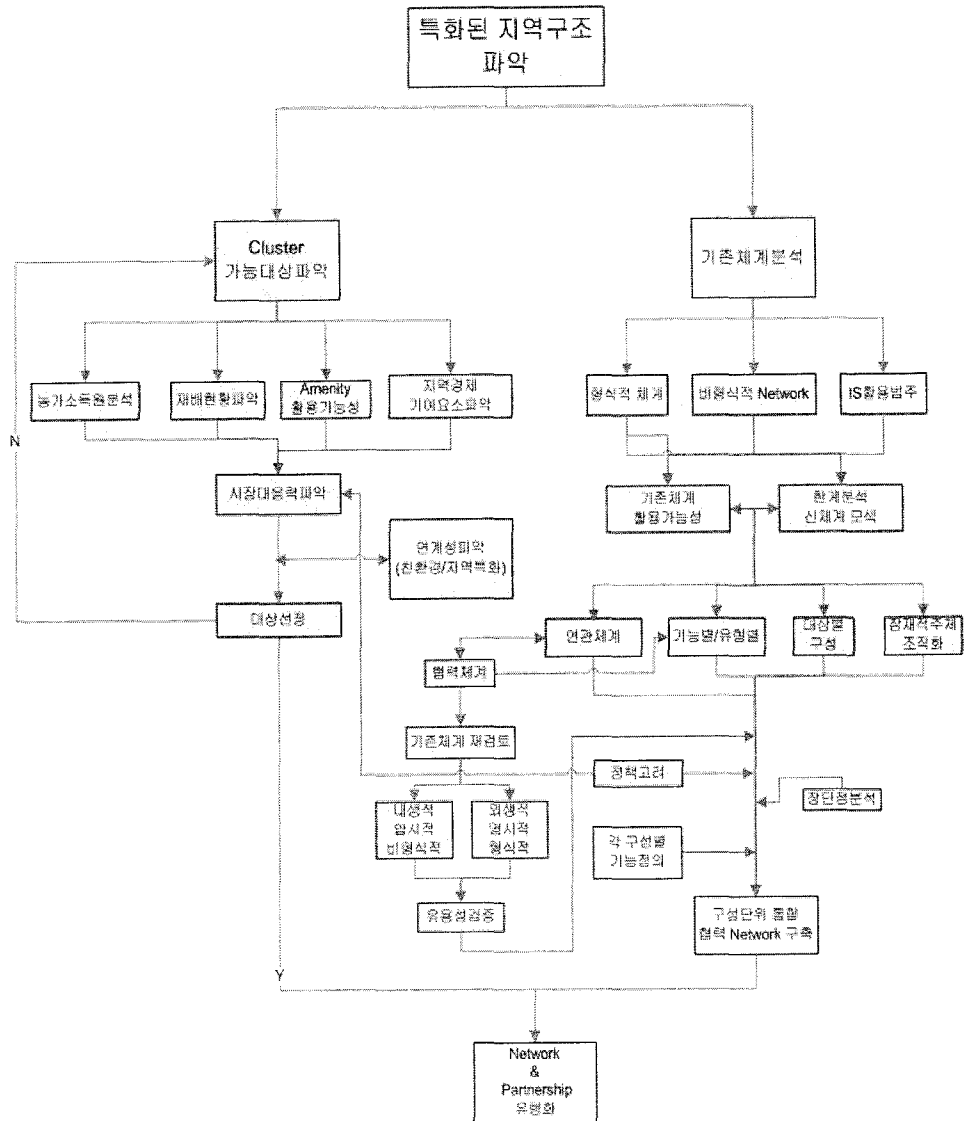 특화된 지역구조
파악
Cluster
가능대상파악
기존체계분석
농가소득원분석
재배현황파악
Amenity
활용가능성
지역경제
기여요소파악
형식적 체계
비형식적 Network
IS활용범주
N
시장대응력파악
기존체계
활용가능성
한계분석
신체계 모색
연계성파악
(친환경/지역특화)
대상선정
연관체계
기능별/유형별
대상별
구성
잠재적주체
조직화
협력체계
기존체계 재검토
정책고려
장단점분석
내생적
암시적
비형식적
외생적
명시적
형식적
각 구성별
기능정의
유용성검증
구성단위 통합
협력 Network 구축
Y
Network
&
Partnership
유형화